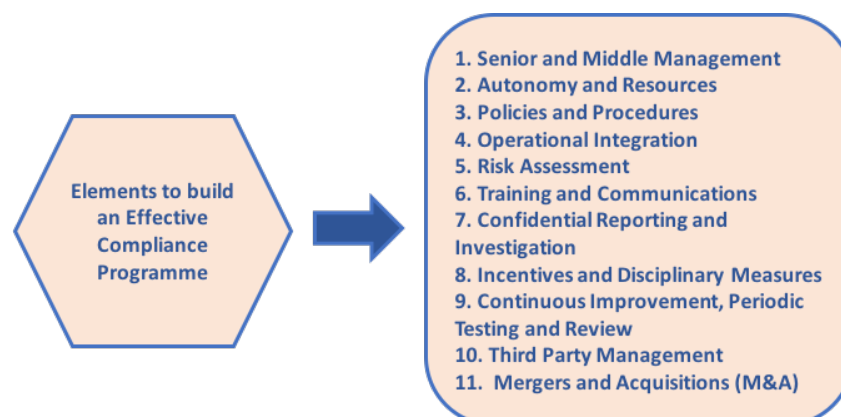 Elements to build
an Effective
Compliance
Programme
1. Senior and Middle Management
2. Autonomy and Resources
3. Policies and Procedures
4. Operational Integration
5. Risk Assessment
6. Training and Communications
7. Confidential Reporting and
Investigation
8. Incentives and Disciplinary Measures
9. Continuous Improvement, Periodic
Testing and Review
10. Third Party Management
11.  Mergers and Acquisitions (M&A)